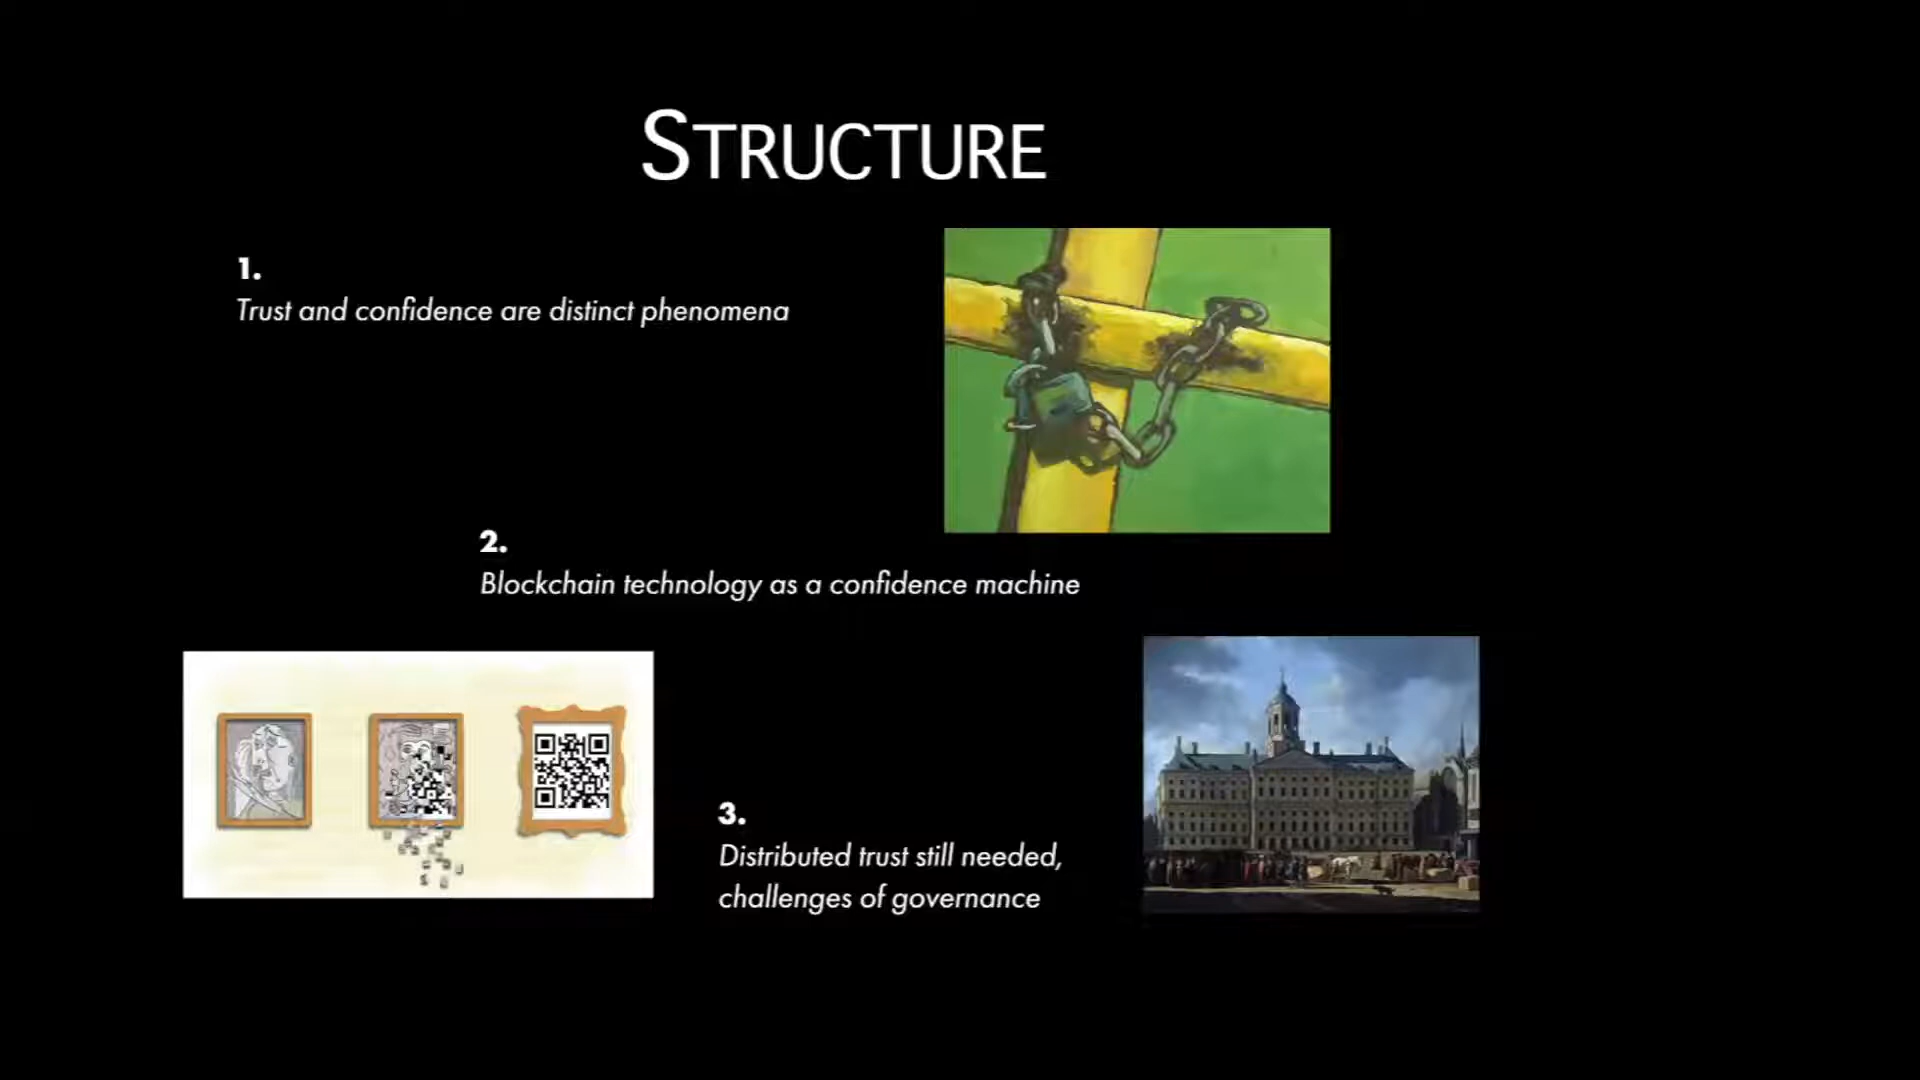 STRUCTURE
1.
Trust and confidence are distinct phenomena
2.
Blockchain technology as a confidence machine
3.
Distributed trust still needed,
challenges of governance